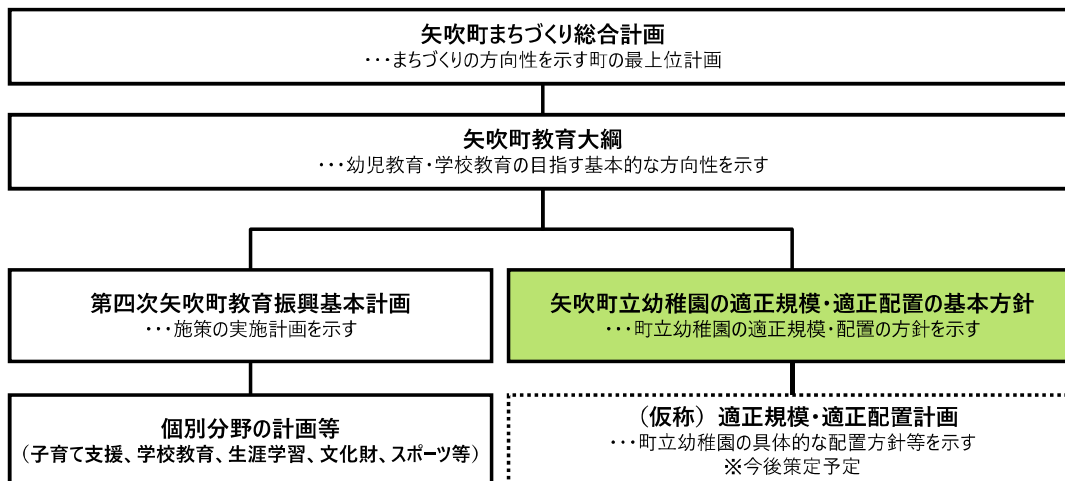 矢吹町まちづくり総合計画
・・・まちづくりの方向性を示す町の最上位計画
矢吹町教育大綱
・・・幼児教育・学校教育の目指す基本的な方向性を示す
第四次矢吹町教育振興基本計画
・・・施策の実施計画を示す
矢吹町立幼稚園の適正規模・適正配置の基本方針
・・・町立幼稚園の適正規模・配置の方針を示す
個別分野の計画等
（子育て支援、学校教育、生涯学習、文化財、スポーツ等）
（仮称）適正規模・適正配置計画
・・・町立幼稚園の具体的な配置方針等を示す
※今後策定予定